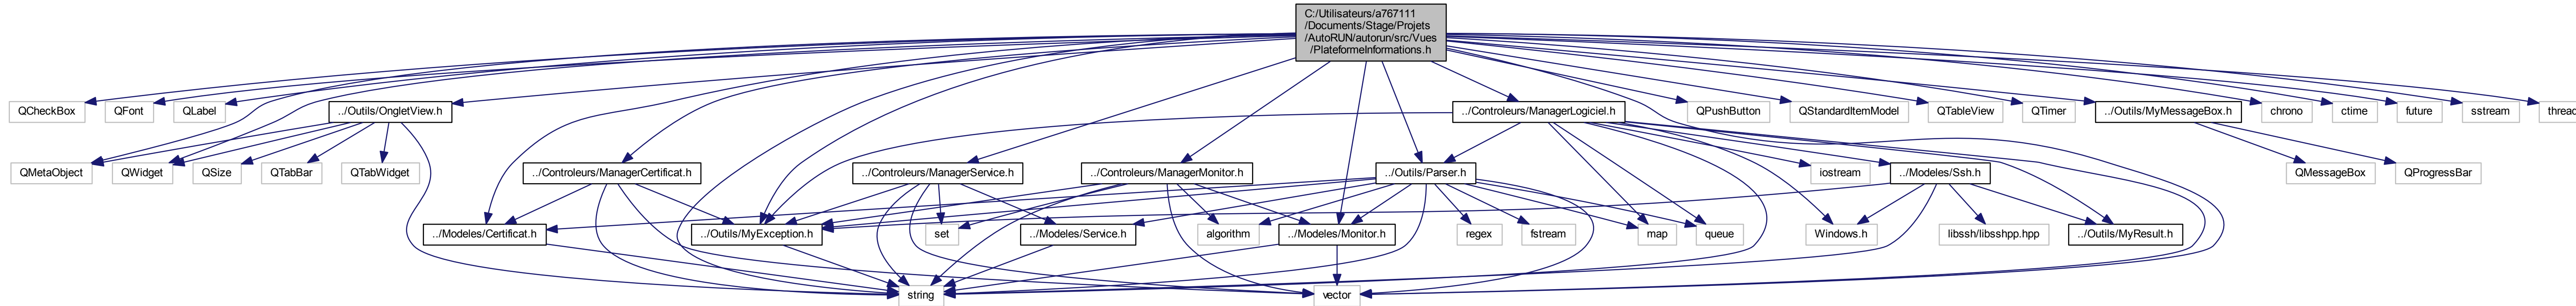 C:/Utilisateurs/a767111
/Documents/Stage/Projets
/AutoRUN/autorun/src/Vues
/PlateformeInformations.h
QCheckBox
QFont
QLabel
../Outils/OngletView.h
../Controleurs/ManagerLogiciel.h
QPushButton
QStandardItemModel
QTableView
QTimer
../Outils/MyMessageBox.h
chrono
ctime
future
sstream
thread
QMetaObject
QWidget
QSize
QTabBar
QTabWidget
../Controleurs/ManagerCertificat.h
../Controleurs/ManagerService.h
../Controleurs/ManagerMonitor.h
../Outils/Parser.h
iostream
../Modeles/Ssh.h
QMessageBox
QProgressBar
../Modeles/Certificat.h
../Outils/MyException.h
set
../Modeles/Service.h
algorithm
../Modeles/Monitor.h
regex
fstream
map
queue
Windows.h
libssh/libsshpp.hpp
../Outils/MyResult.h
string
vector